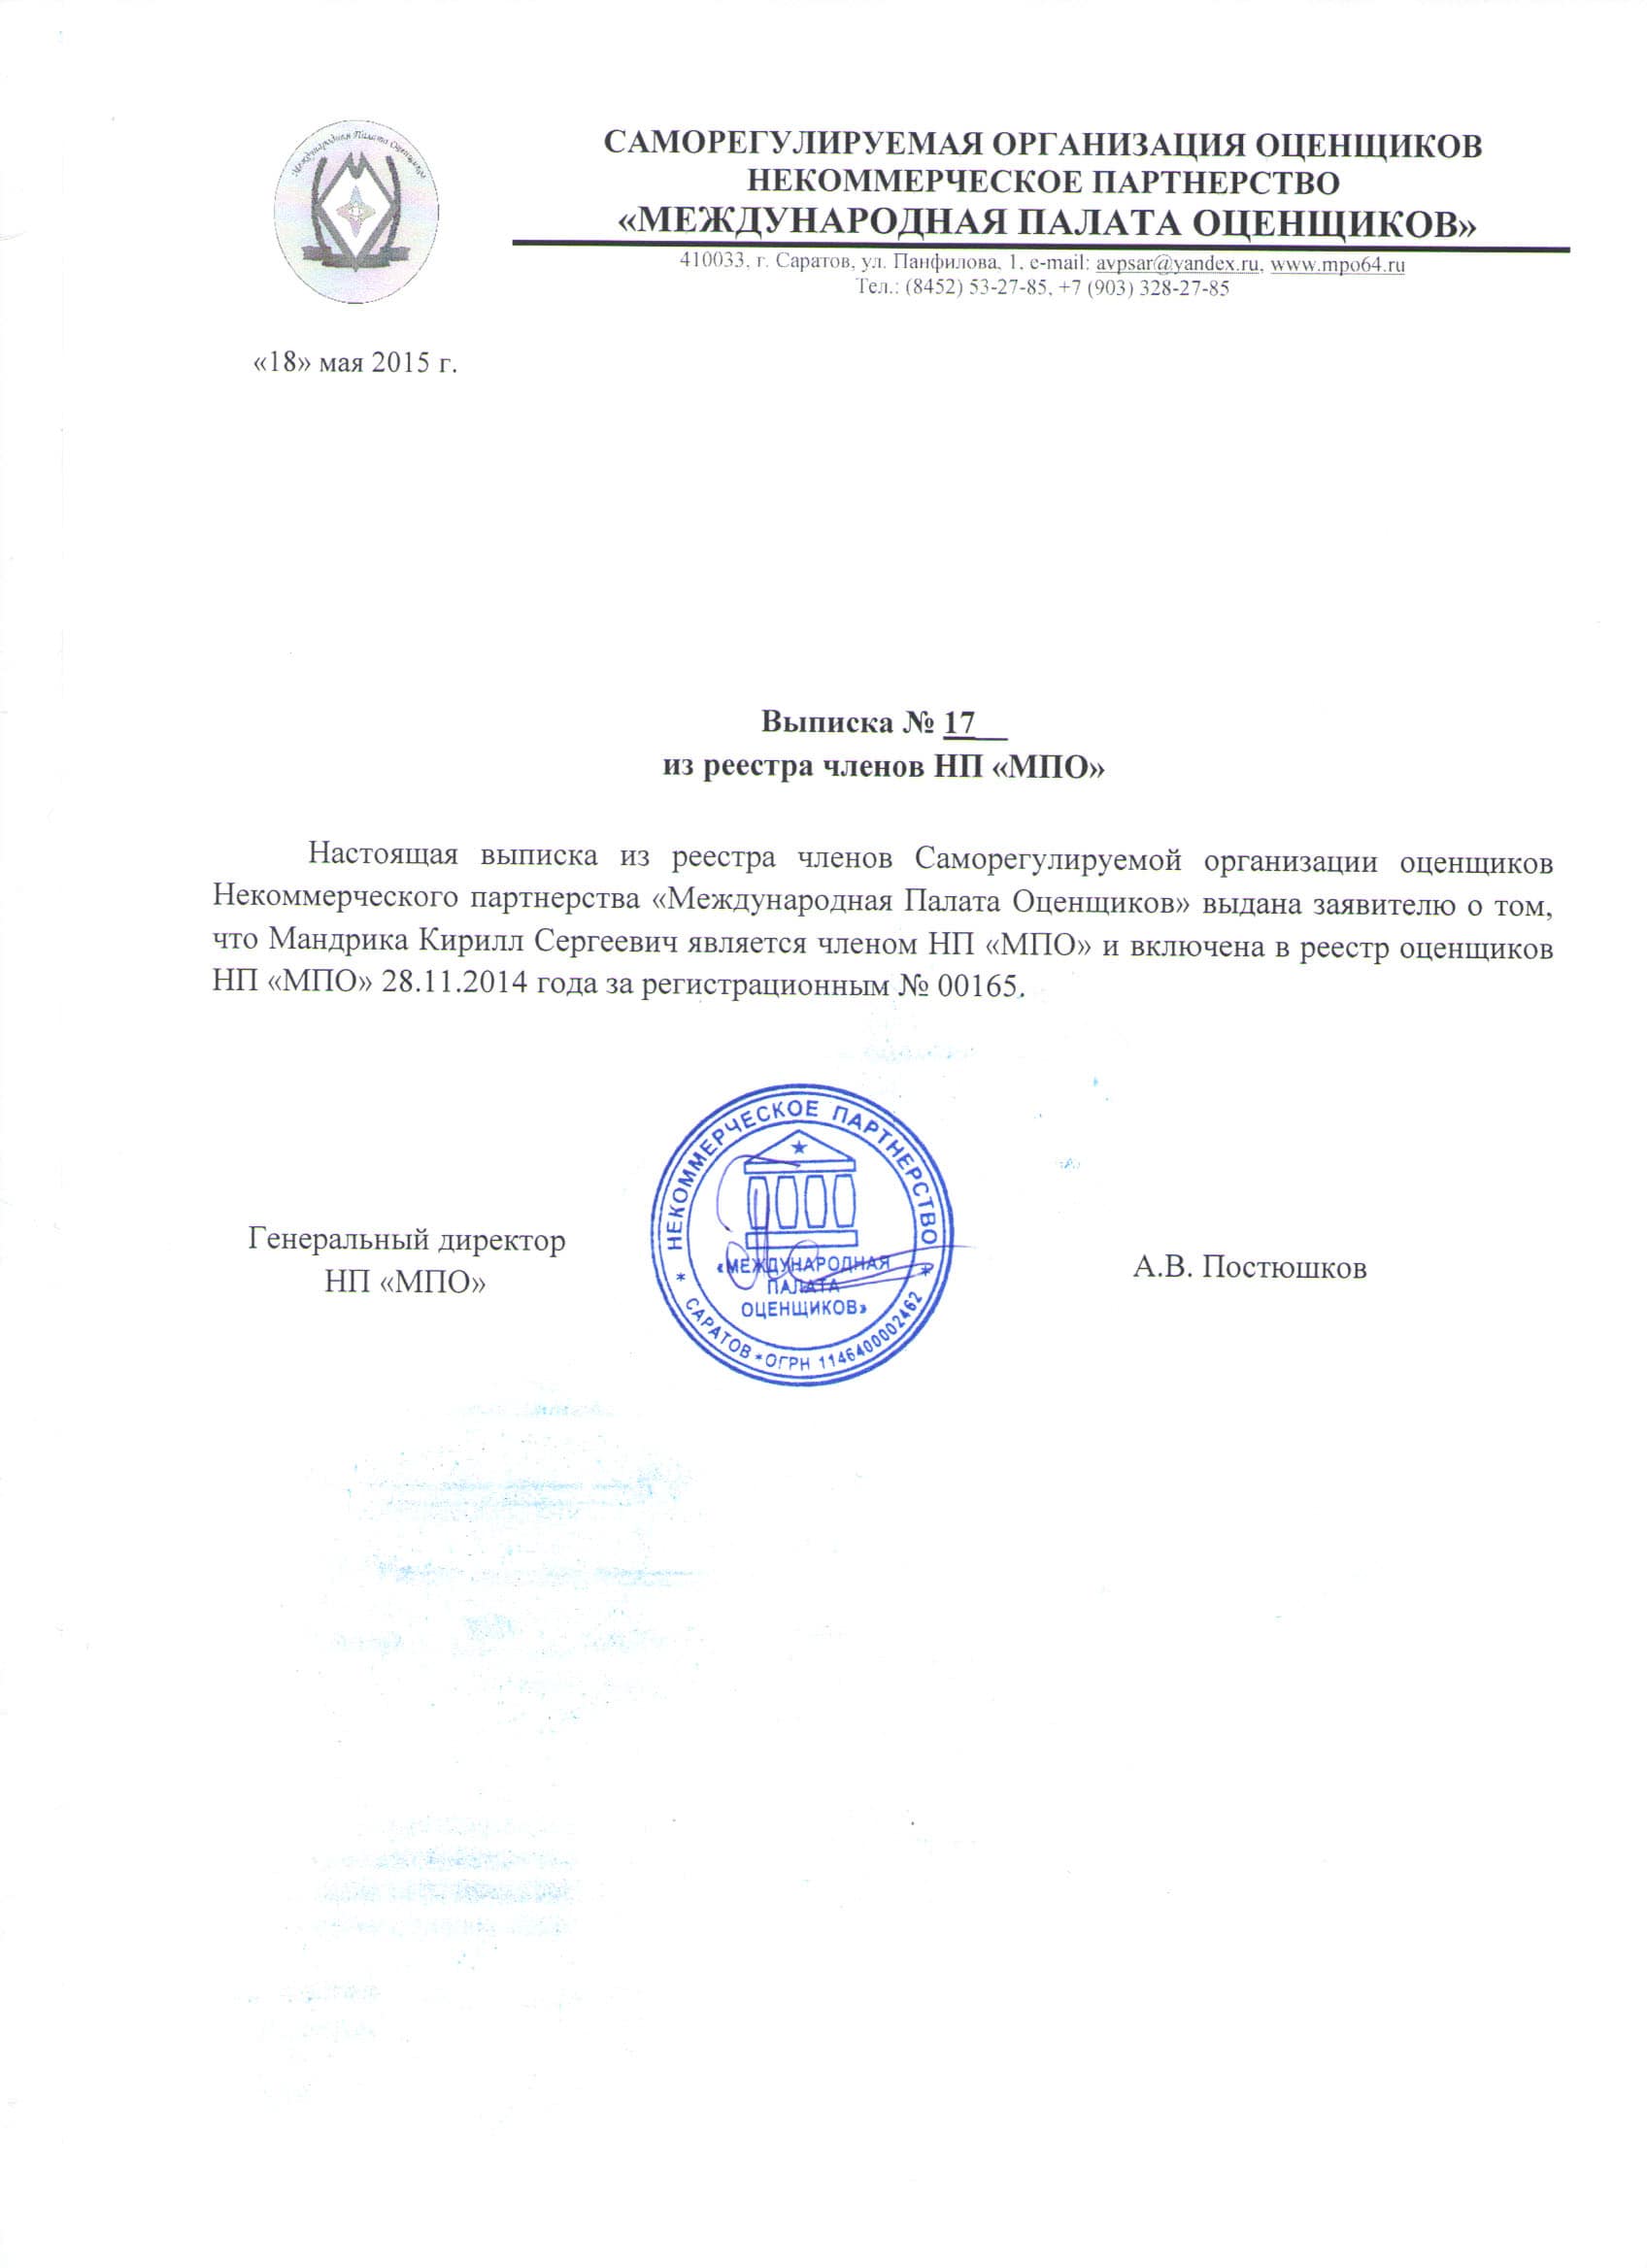 Международная Палата Оценщиков
САМОРЕГУЛИРУЕМАЯ ОРГАНИЗАЦИЯ ОЦЕНЩИКОВ
НЕКОММЕРЧЕСКОЕ ПАРТНЕРСТВО
«МЕЖДУНАРОДНАЯ ПАЛАТА ОЦЕНЩИКОВ»
410033, г. Саратов, ул. Панфилова, 1, e-mail: avpsar@yandex.ru, www.mpo64.ru
Тел.: (8452) 53-27-85, +7 (903) 328-27-85
«18» мая 2015 г.
Выписка № 17__
из реестра членов НП «МПО»
Настоящая выписка из реестра членов Саморегулируемой организации оценщиков
Некоммерческого партнерства «Международная Палата Оценщиков» выдана заявителю о том,
что Мандрика Кирилл Сергеевич является членом НП «МПО» и включена в реестр оценщиков
НП «МПО» 28.11.2014 года за регистрационным № 00165.
Генеральный директор
НП «МПО»
НЕКОММЕРЧЕСКОЕ ПАРТНЕРСТВО
«МЕЖДУНАРОДНАЯ
ПАЛАТА
ОЦЕНЩИКОВ»
* САРАТОВ * ОГРН 1146400002462 *
А.В. Постюшков